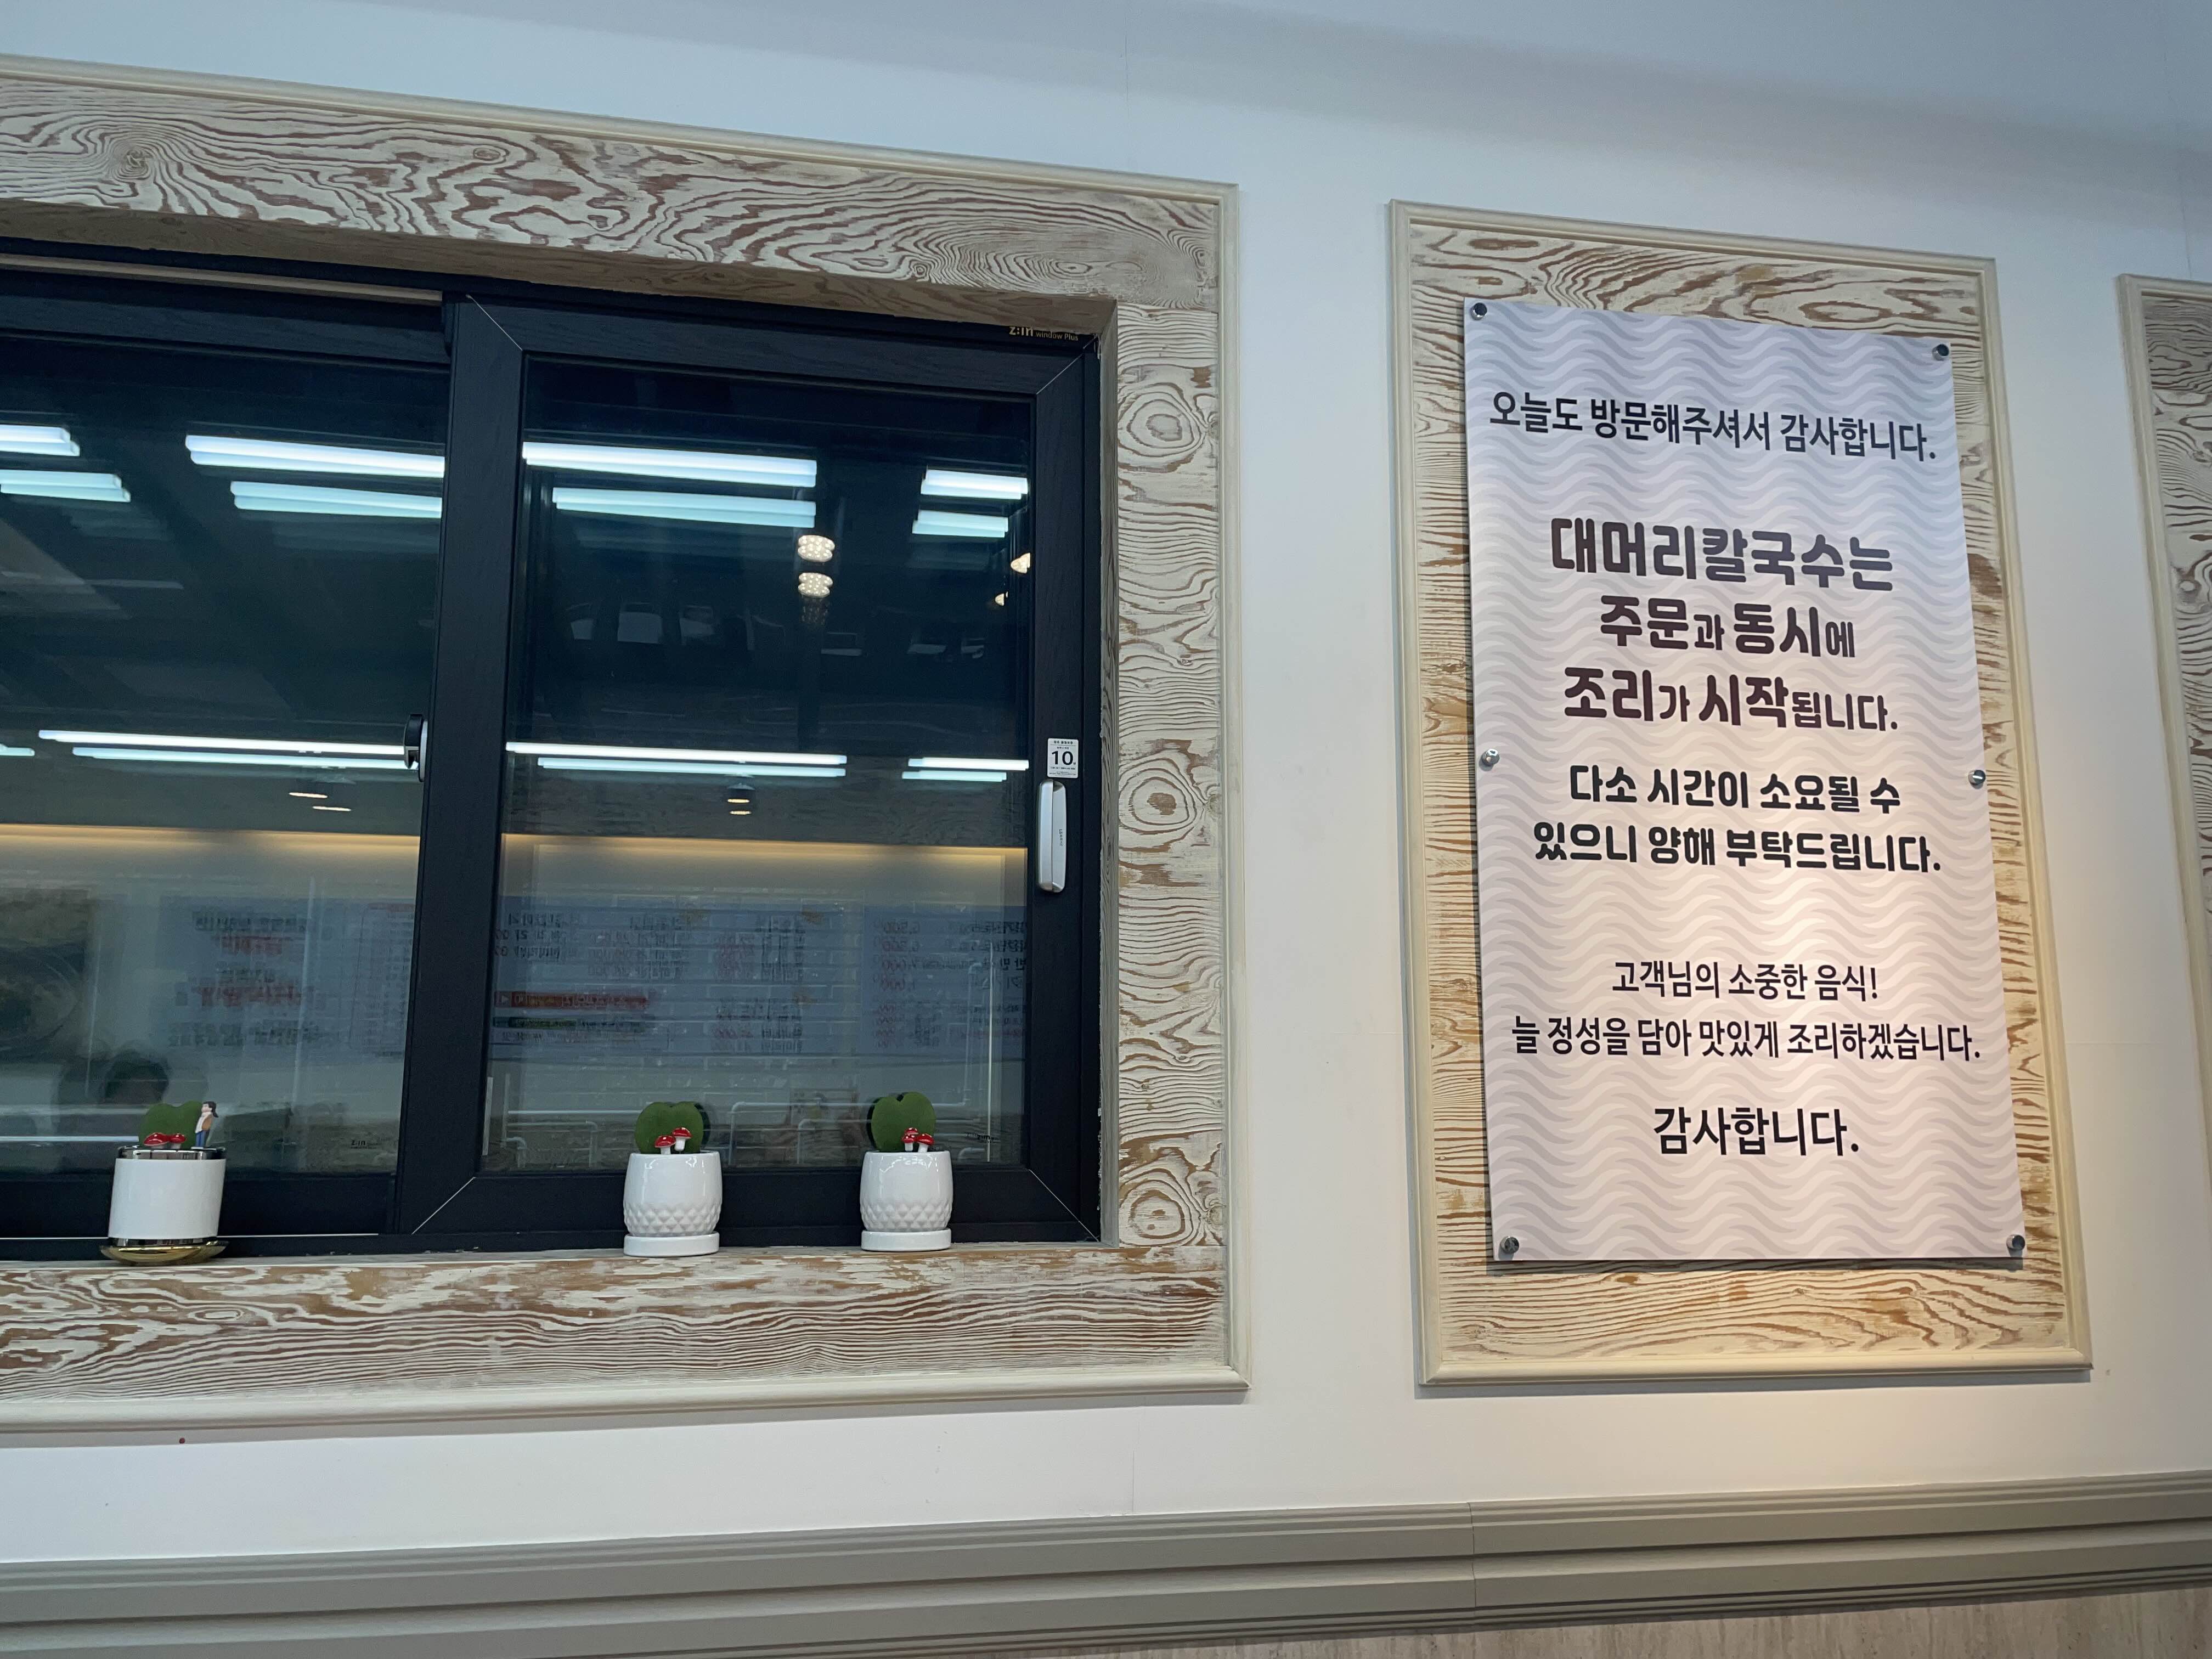 z:in window Plus
10
오늘도 방문해주셔서 감사합니다.
대머리칼국수는
주문과 동시에
조리가 시작됩니다.
다소 시간이 소요될 수
있으니 양해 부탁드립니다.
고객님의 소중한 음식!
늘 정성을 담아 맛있게 조리하겠습니다.
감사합니다.